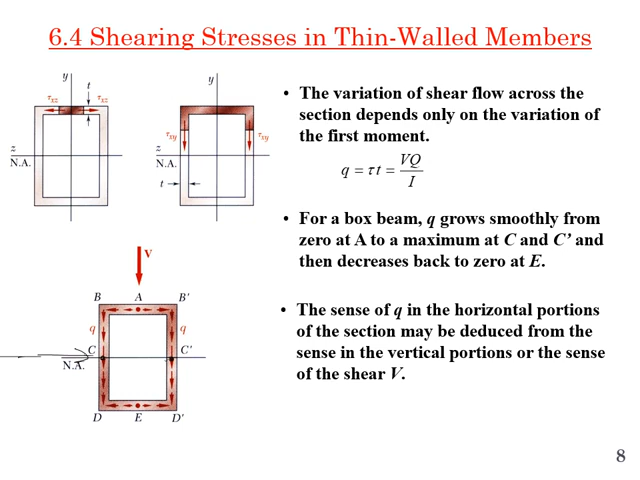 6.4 Shearing Stresses in Thin-Walled Members
y
t
τxz
τxz
z
N.A.
y
τxy
τxy
z
N.A.
t
• The variation of shear flow across the
section depends only on the variation of
the first moment.
q = τ t = VQ / I
• For a box beam, q grows smoothly from
zero at A to a maximum at C and C’ and
then decreases back to zero at E.
• The sense of q in the horizontal portions
of the section may be deduced from the
sense in the vertical portions or the sense
of the shear V.
V
B A B'
q q
C C'
N.A.
D E D'
8